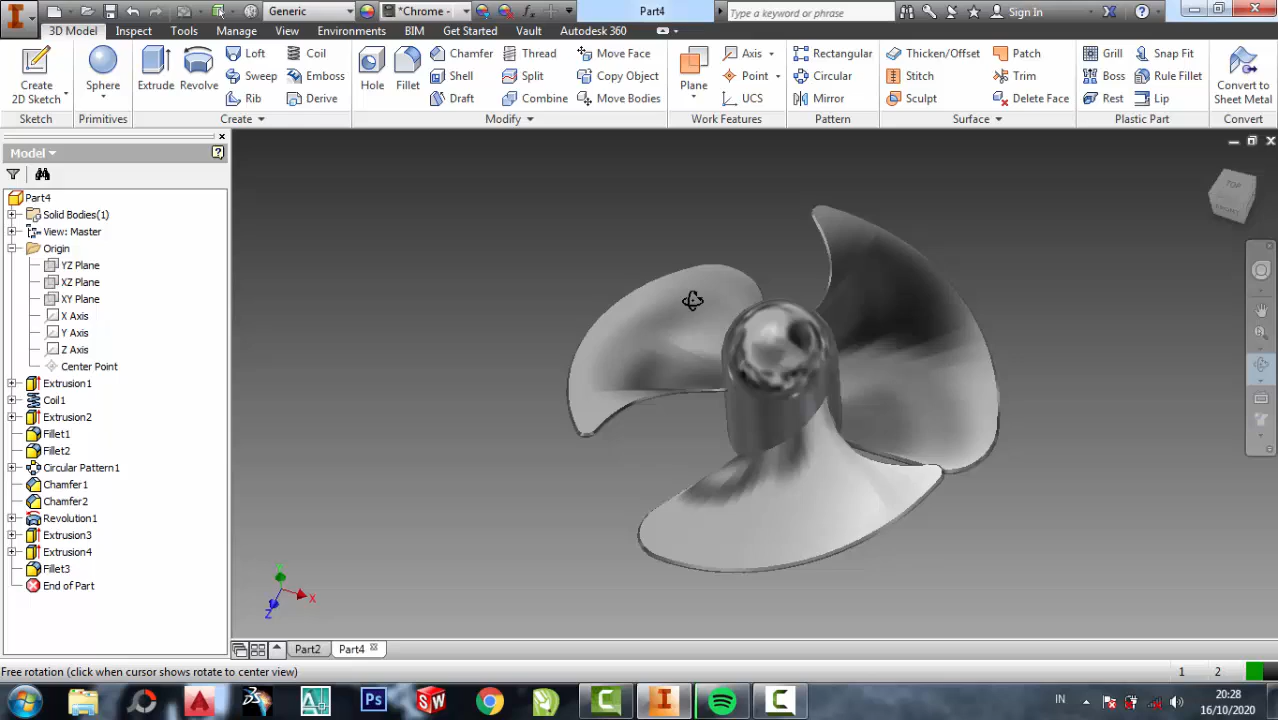 Generic
*Chrome
Part4
Type a keyword or phrase
Sign In
3D Model Inspect Tools Manage View Environments BIM Get Started Vault Autodesk 360
Loft Coil Chamfer Thread Move Face Axis Rectangular Thicken/Offset Patch Grill Snap Fit
Sweep Emboss Shell Split Copy Object Point Circular Stitch Trim Boss Rule Fillet
Create 2D Sketch Sphere Extrude Revolve Hole Fillet Plane Convert to Sheet Metal
Rib Derive Draft Combine Move Bodies UCS Mirror Sculpt Delete Face Rest Lip
Sketch Primitives Create Modify Work Features Pattern Surface Plastic Part Convert
Model
Part4
Solid Bodies(1)
View: Master
Origin
YZ Plane
XZ Plane
XY Plane
X Axis
Y Axis
Z Axis
Center Point
Extrusion1
Coil1
Extrusion2
Fillet1
Fillet2
Circular Pattern1
Chamfer1
Chamfer2
Revolution1
Extrusion3
Extrusion4
Fillet3
End of Part
TOP
FRONT
Y
X
Z
Part2 Part4
Free rotation (click when cursor shows rotate to center view) 1 2
Ps SW
IN
20:28
16/10/2020